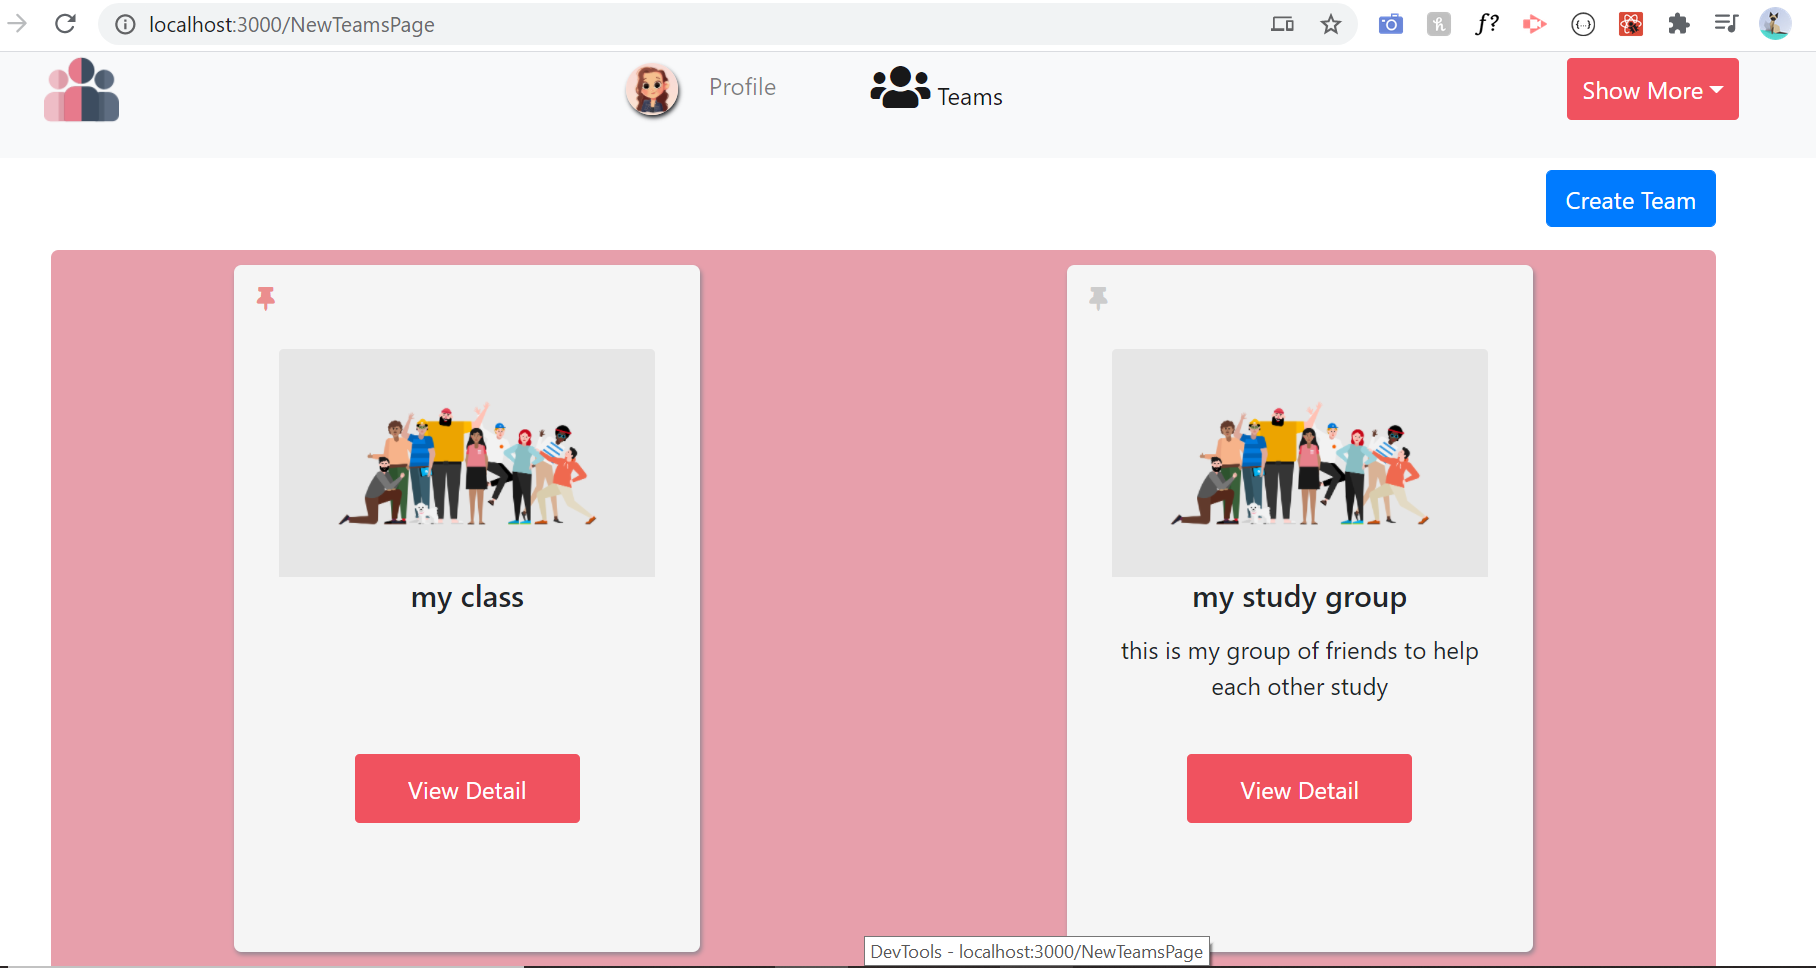 localhost:3000/NewTeamsPage
f?
Profile
Teams
Show More
Create Team
my class
my study group
this is my group of friends to help
each other study
View Detail
View Detail
DevTools - localhost:3000/NewTeamsPage